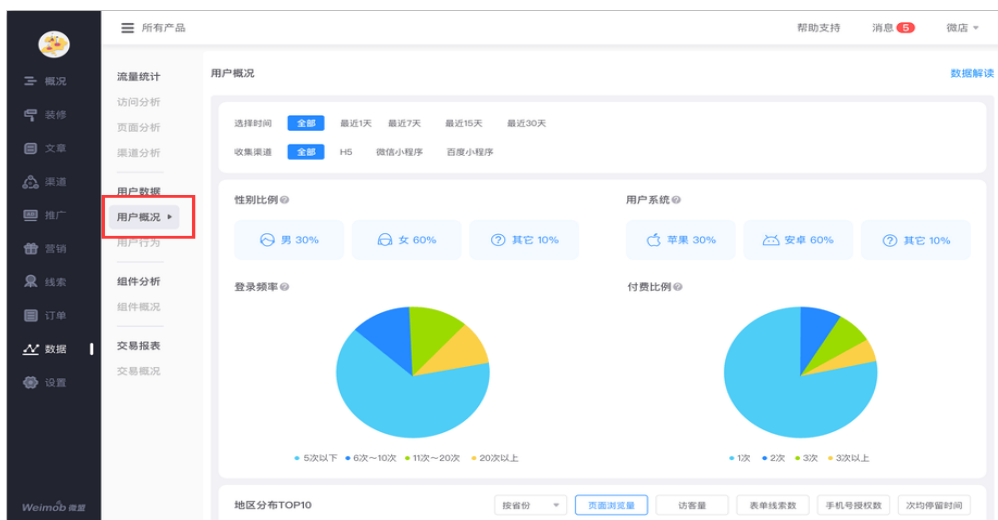 所有产品
帮助支持
消息 5
微店
概况
装修
文章
渠道
推广
营销
线索
订单
数据
设置
Weimob 微盟
流量统计
访问分析
页面分析
渠道分析
用户数据
用户概况
用户行为
组件分析
组件概况
交易报表
交易概况
用户概况
数据解读
选择时间 全部 最近1天 最近7天 最近15天 最近30天
收集渠道 全部 H5 微信小程序 百度小程序
性别比例 ?
男 30% 女 60% ? 其它 10%
用户系统 ?
苹果 30% 安卓 60% ? 其它 10%
登录频率 ?
5次以下 6次～10次 11次～20次 20次以上
付费比例 ?
1次 2次 3次 3次以上
地区分布TOP10
按省份 页面浏览量 访客量 表单线索数 手机号授权数 次均停留时间